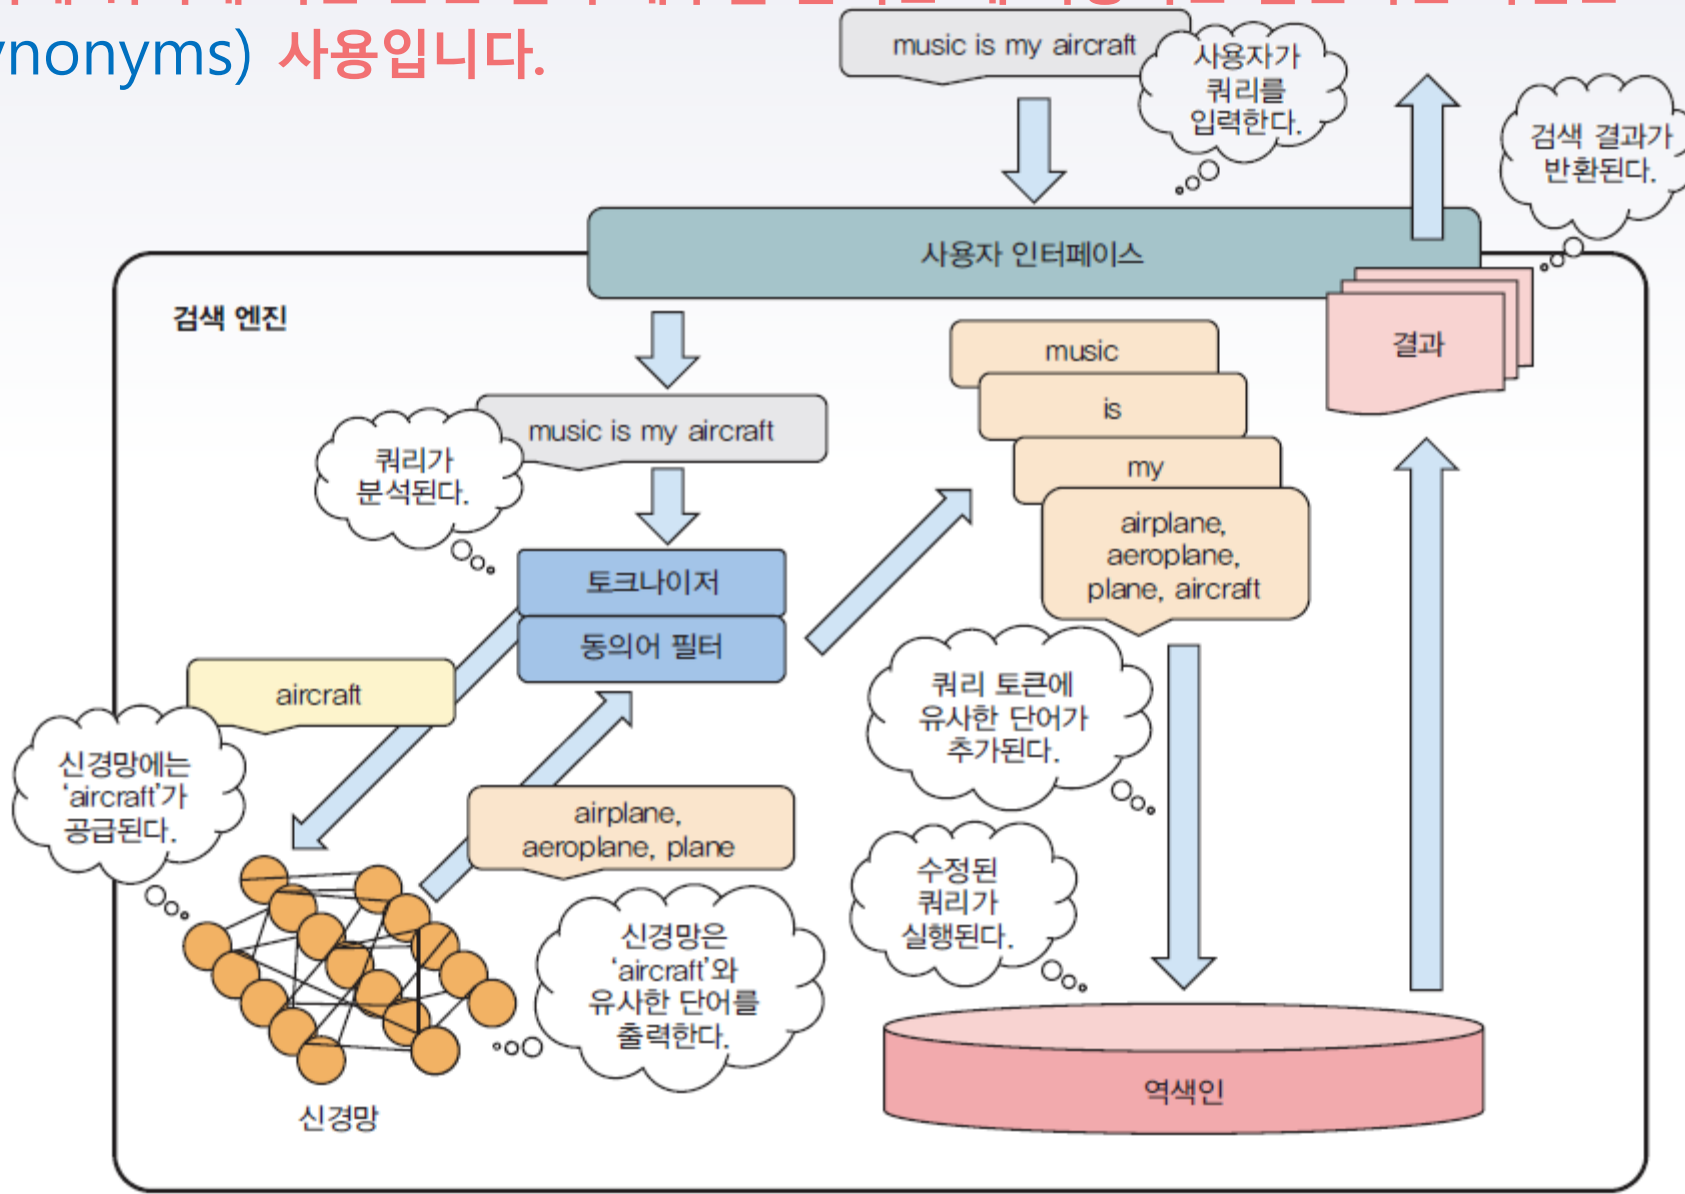 (synonyms) 사용입니다.
music is my aircraft
사용자가
쿼리를
입력한다.
검색 결과가
반환된다.
사용자 인터페이스
검색 엔진
결과
music
is
my
airplane,
aeroplane,
plane, aircraft
music is my aircraft
쿼리가
분석된다.
토크나이저
동의어 필터
aircraft
신경망에는
‘aircraft’가
공급된다.
airplane,
aeroplane, plane
쿼리 토큰에
유사한 단어가
추가된다.
수정된
쿼리가
실행된다.
신경망은
‘aircraft’와
유사한 단어를
출력한다.
신경망
역색인